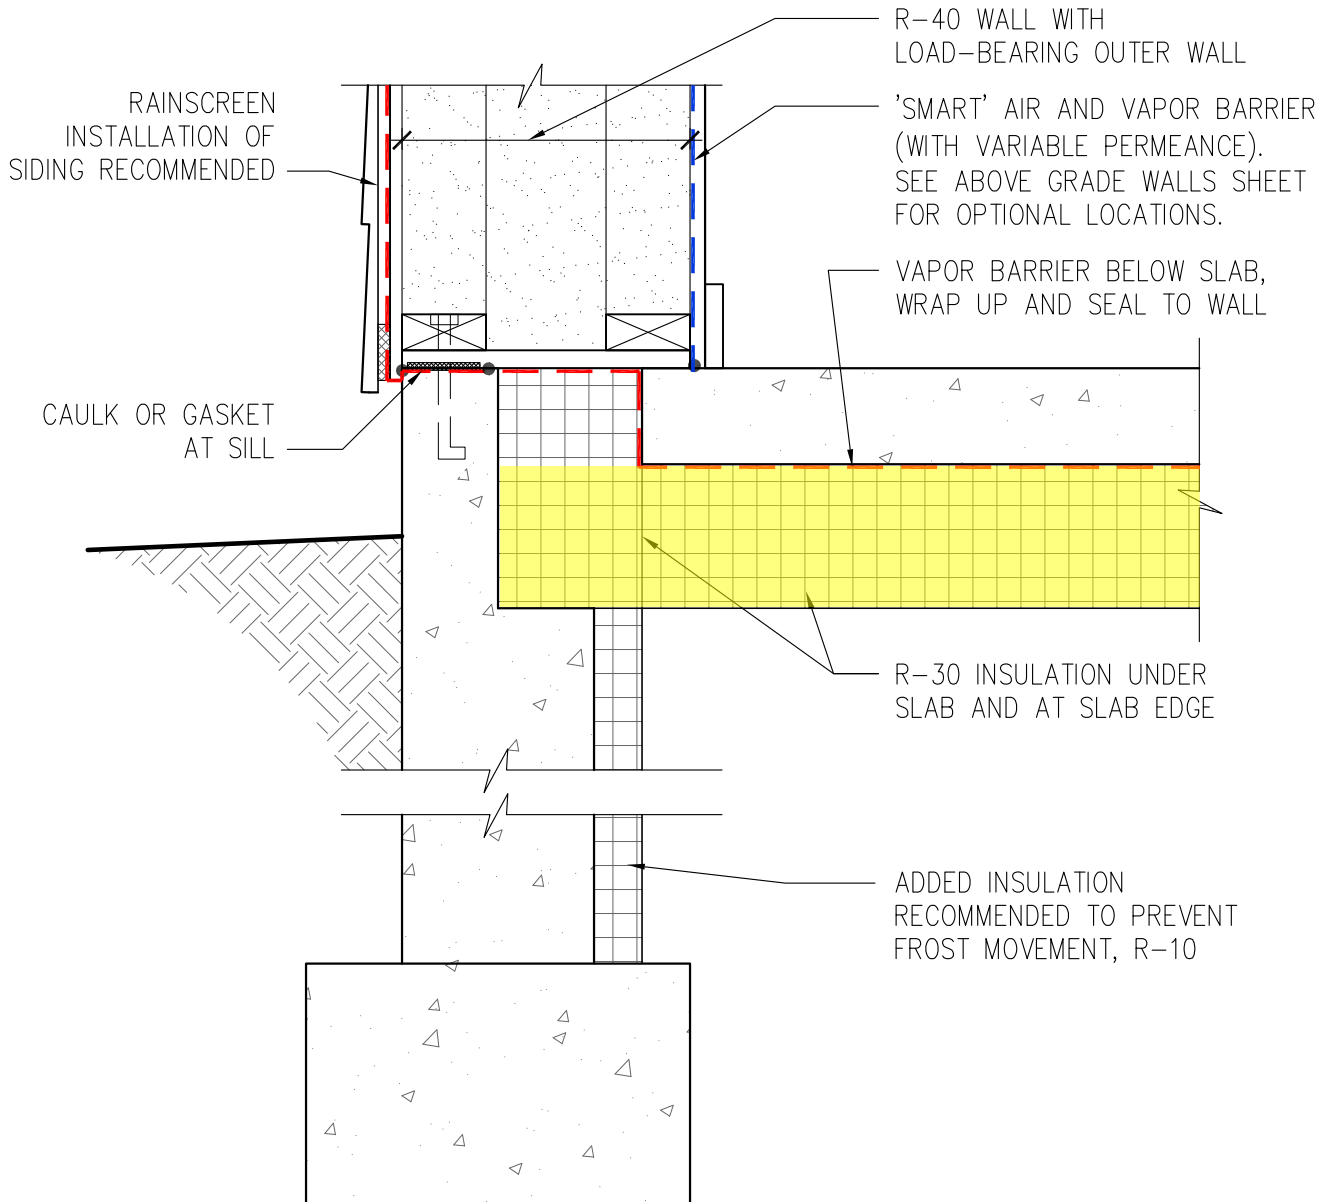 R-40 WALL WITH
LOAD-BEARING OUTER WALL
RAINSCREEN
INSTALLATION OF
SIDING RECOMMENDED
'SMART' AIR AND VAPOR BARRIER
(WITH VARIABLE PERMEANCE).
SEE ABOVE GRADE WALLS SHEET
FOR OPTIONAL LOCATIONS.
VAPOR BARRIER BELOW SLAB,
WRAP UP AND SEAL TO WALL
CAULK OR GASKET
AT SILL
R-30 INSULATION UNDER
SLAB AND AT SLAB EDGE
ADDED INSULATION
RECOMMENDED TO PREVENT
FROST MOVEMENT, R-10